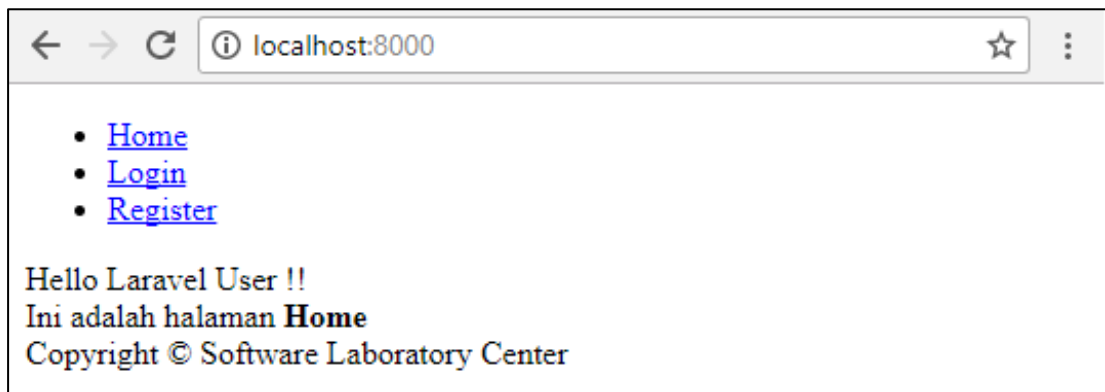 localhost:8000
Home
Login
Register
Hello Laravel User !!
Ini adalah halaman Home
Copyright © Software Laboratory Center